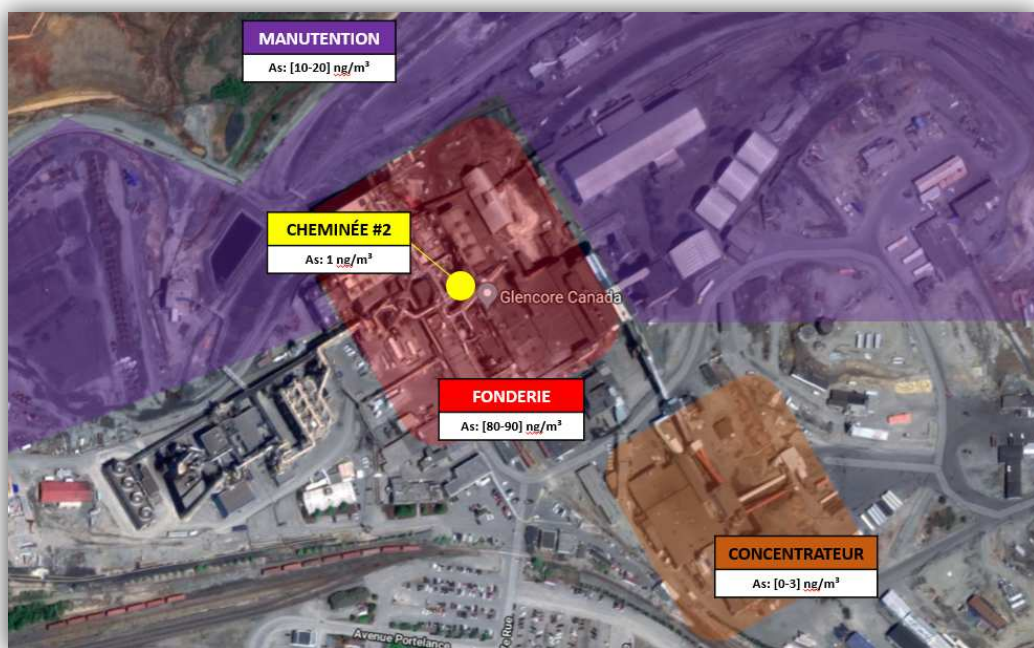 MANUTENTION
As: [10-20] ng/m³
CHEMINÉE #2
As: 1 ng/m³
Glencore Canada
FONDERIE
As: [80-90] ng/m³
CONCENTRATEUR
As: [0-3] ng/m³
Avenue Portelance
Rue